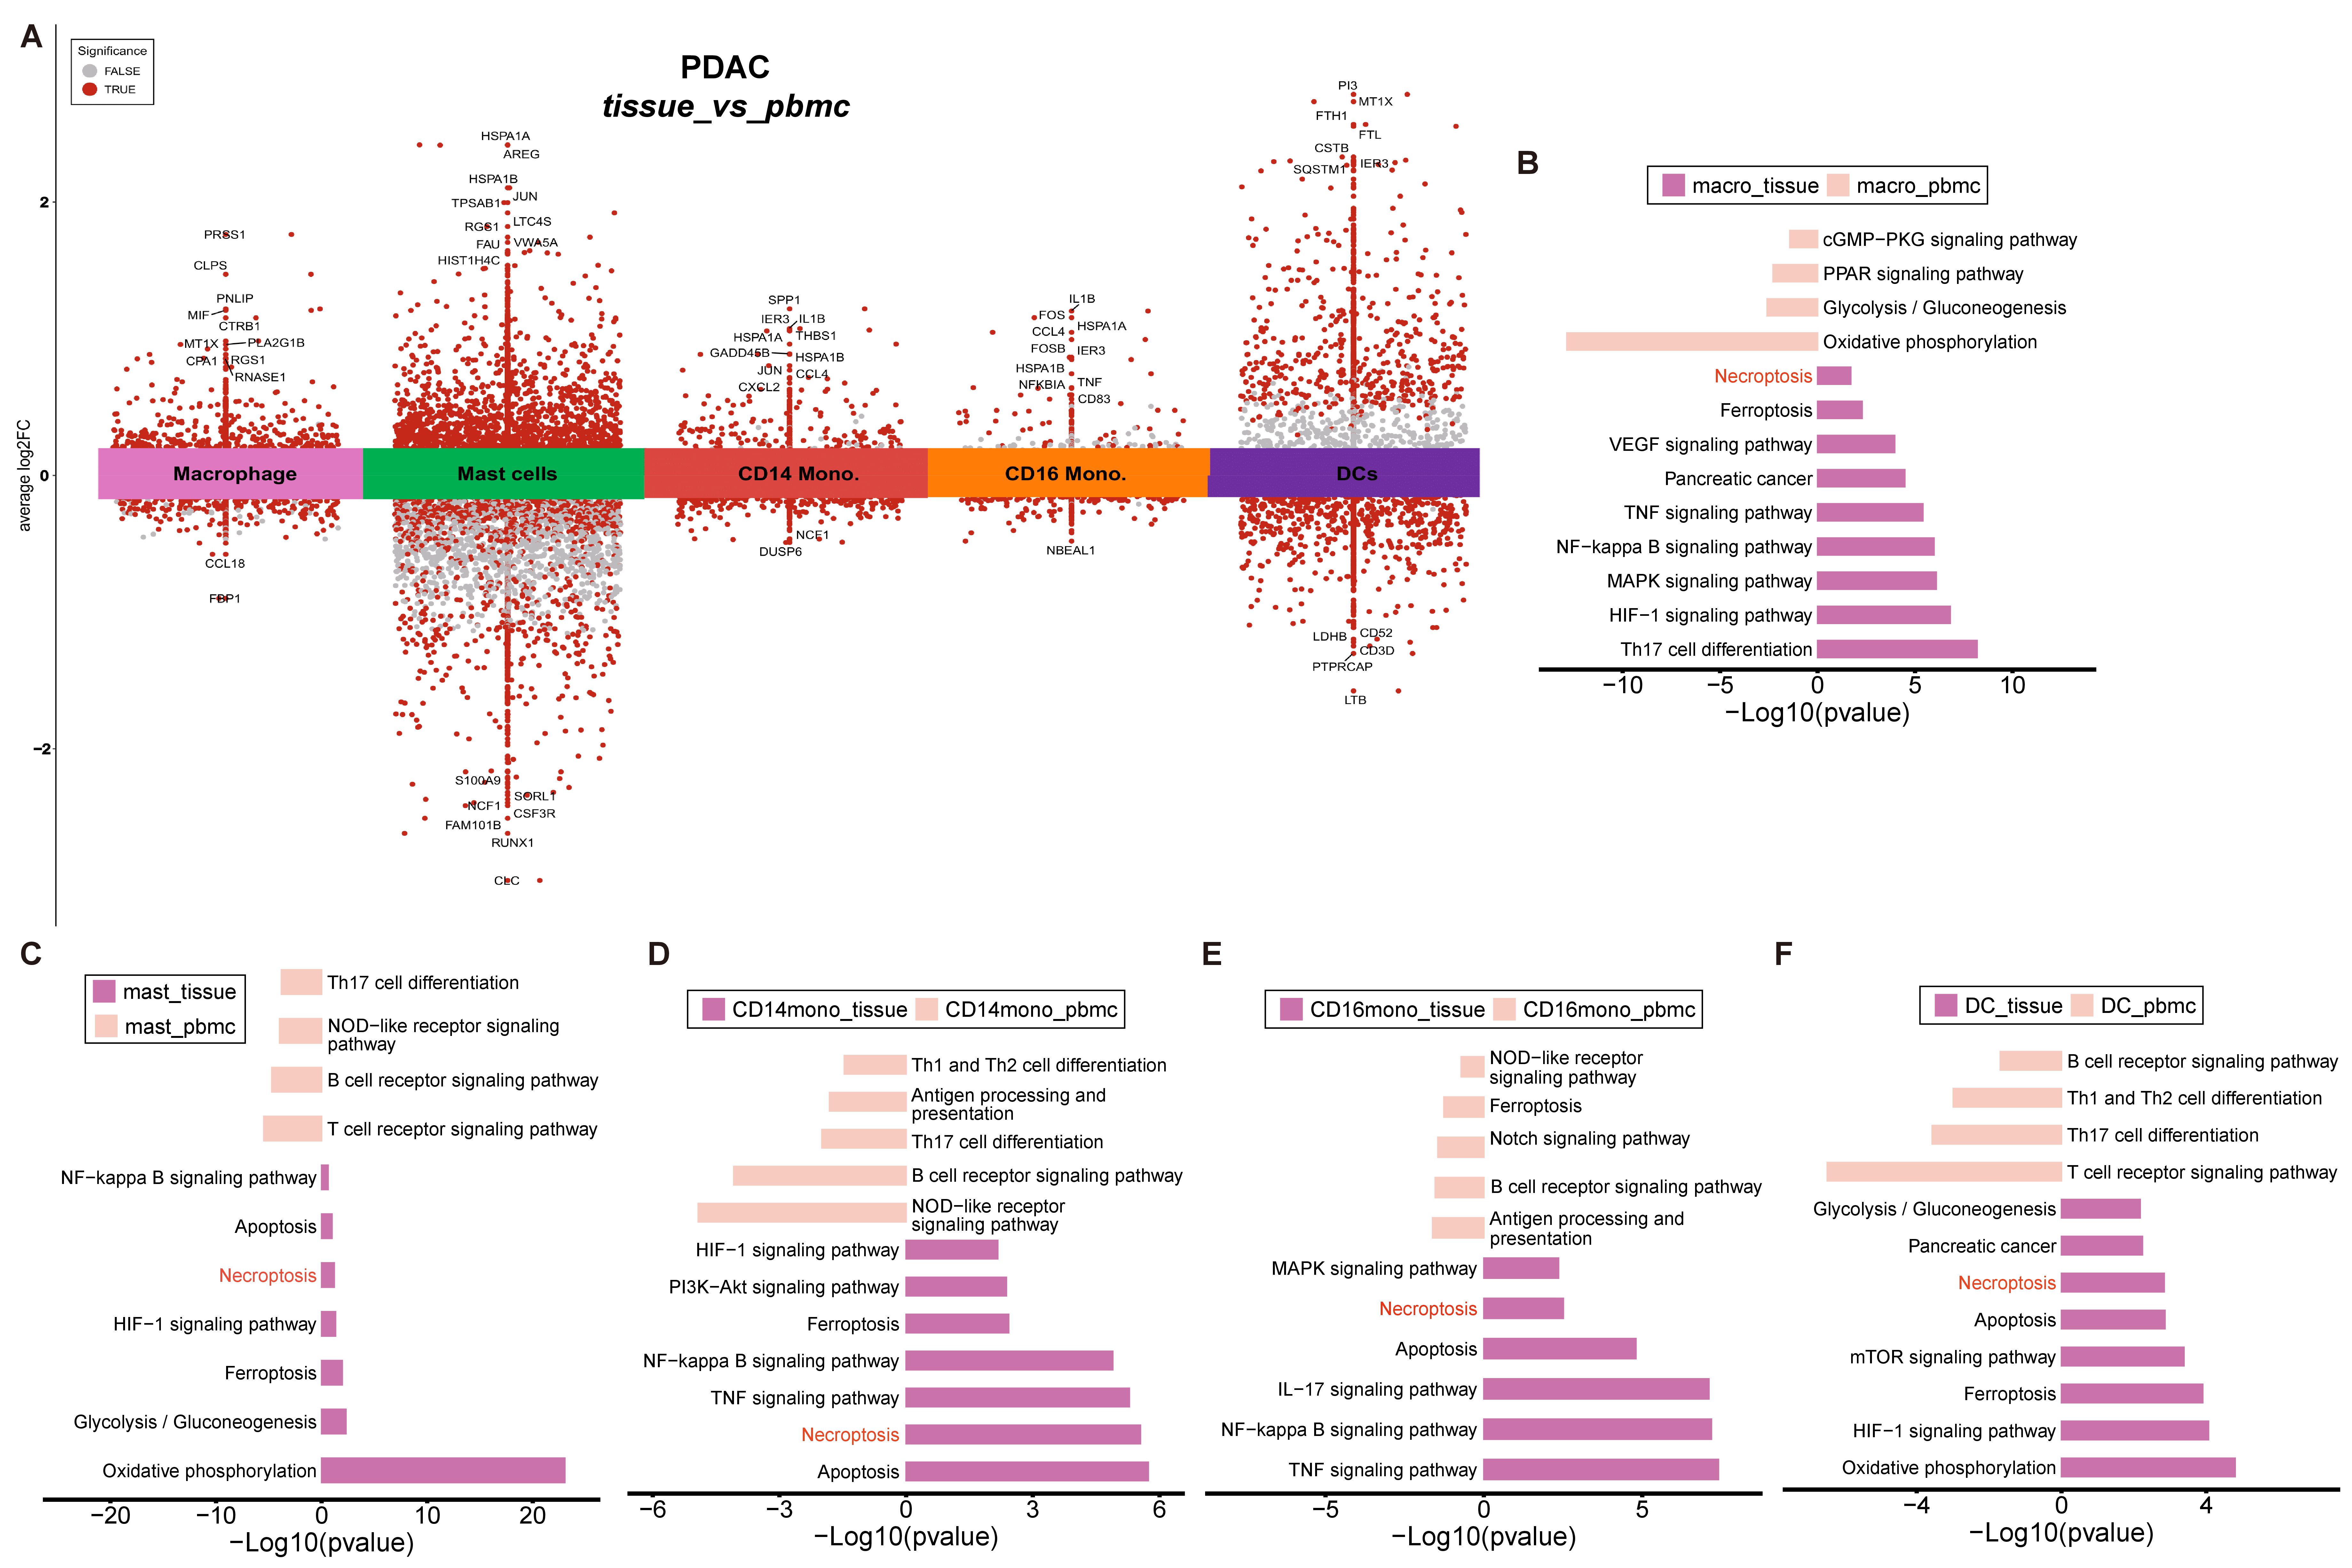 A
Significance
FALSE
TRUE
PDAC
tissue_vs_pbmc
average log2FC
2
0
−2
PRSS1
CLPS
PNLIP
MIF
CTRB1
MT1X
PLA2G1B
CPA1
RGS1
RNASE1
Macrophage
CCL18
FBP1
HSPA1A
AREG
HSPA1B
JUN
TPSAB1
LTC4S
RGS1
FAU
VWA5A
HIST1H4C
Mast cells
S100A9
SORL1
NCF1
CSF3R
FAM101B
RUNX1
CLC
SPP1
IER3
IL1B
HSPA1A
THBS1
GADD45B
HSPA1B
JUN
CCL4
CXCL2
CD14 Mono.
NCF1
DUSP6
IL1B
FOS
HSPA1A
CCL4
FOSB
IER3
HSPA1B
TNF
NFKBIA
CD83
CD16 Mono.
NBEAL1
PI3
MT1X
FTH1
FTL
CSTB
IER3
SQSTM1
DCs
LDHB
CD52
CD3D
PTPRCAP
LTB
B
macro_tissue
macro_pbmc
cGMP−PKG signaling pathway
PPAR signaling pathway
Glycolysis / Gluconeogenesis
Oxidative phosphorylation
Necroptosis
Ferroptosis
VEGF signaling pathway
Pancreatic cancer
TNF signaling pathway
NF−kappa B signaling pathway
MAPK signaling pathway
HIF−1 signaling pathway
Th17 cell differentiation
−10 −5 0 5 10
−Log10(pvalue)
C
mast_tissue
mast_pbmc
Th17 cell differentiation
NOD−like receptor signaling
pathway
B cell receptor signaling pathway
T cell receptor signaling pathway
NF−kappa B signaling pathway
Apoptosis
Necroptosis
HIF−1 signaling pathway
Ferroptosis
Glycolysis / Gluconeogenesis
Oxidative phosphorylation
−20 −10 0 10 20
−Log10(pvalue)
D
CD14mono_tissue
CD14mono_pbmc
Th1 and Th2 cell differentiation
Antigen processing and
presentation
Th17 cell differentiation
B cell receptor signaling pathway
NOD−like receptor
signaling pathway
HIF−1 signaling pathway
PI3K−Akt signaling pathway
Ferroptosis
NF−kappa B signaling pathway
TNF signaling pathway
Necroptosis
Apoptosis
−6 −3 0 3 6
−Log10(pvalue)
E
CD16mono_tissue
CD16mono_pbmc
NOD−like receptor
signaling pathway
Ferroptosis
Notch signaling pathway
B cell receptor signaling pathway
Antigen processing and
presentation
MAPK signaling pathway
Necroptosis
Apoptosis
IL−17 signaling pathway
NF−kappa B signaling pathway
TNF signaling pathway
−5 0 5
−Log10(pvalue)
F
DC_tissue
DC_pbmc
B cell receptor signaling pathway
Th1 and Th2 cell differentiation
Th17 cell differentiation
T cell receptor signaling pathway
Glycolysis / Gluconeogenesis
Pancreatic cancer
Necroptosis
Apoptosis
mTOR signaling pathway
Ferroptosis
HIF−1 signaling pathway
Oxidative phosphorylation
−4 0 4
−Log10(pvalue)